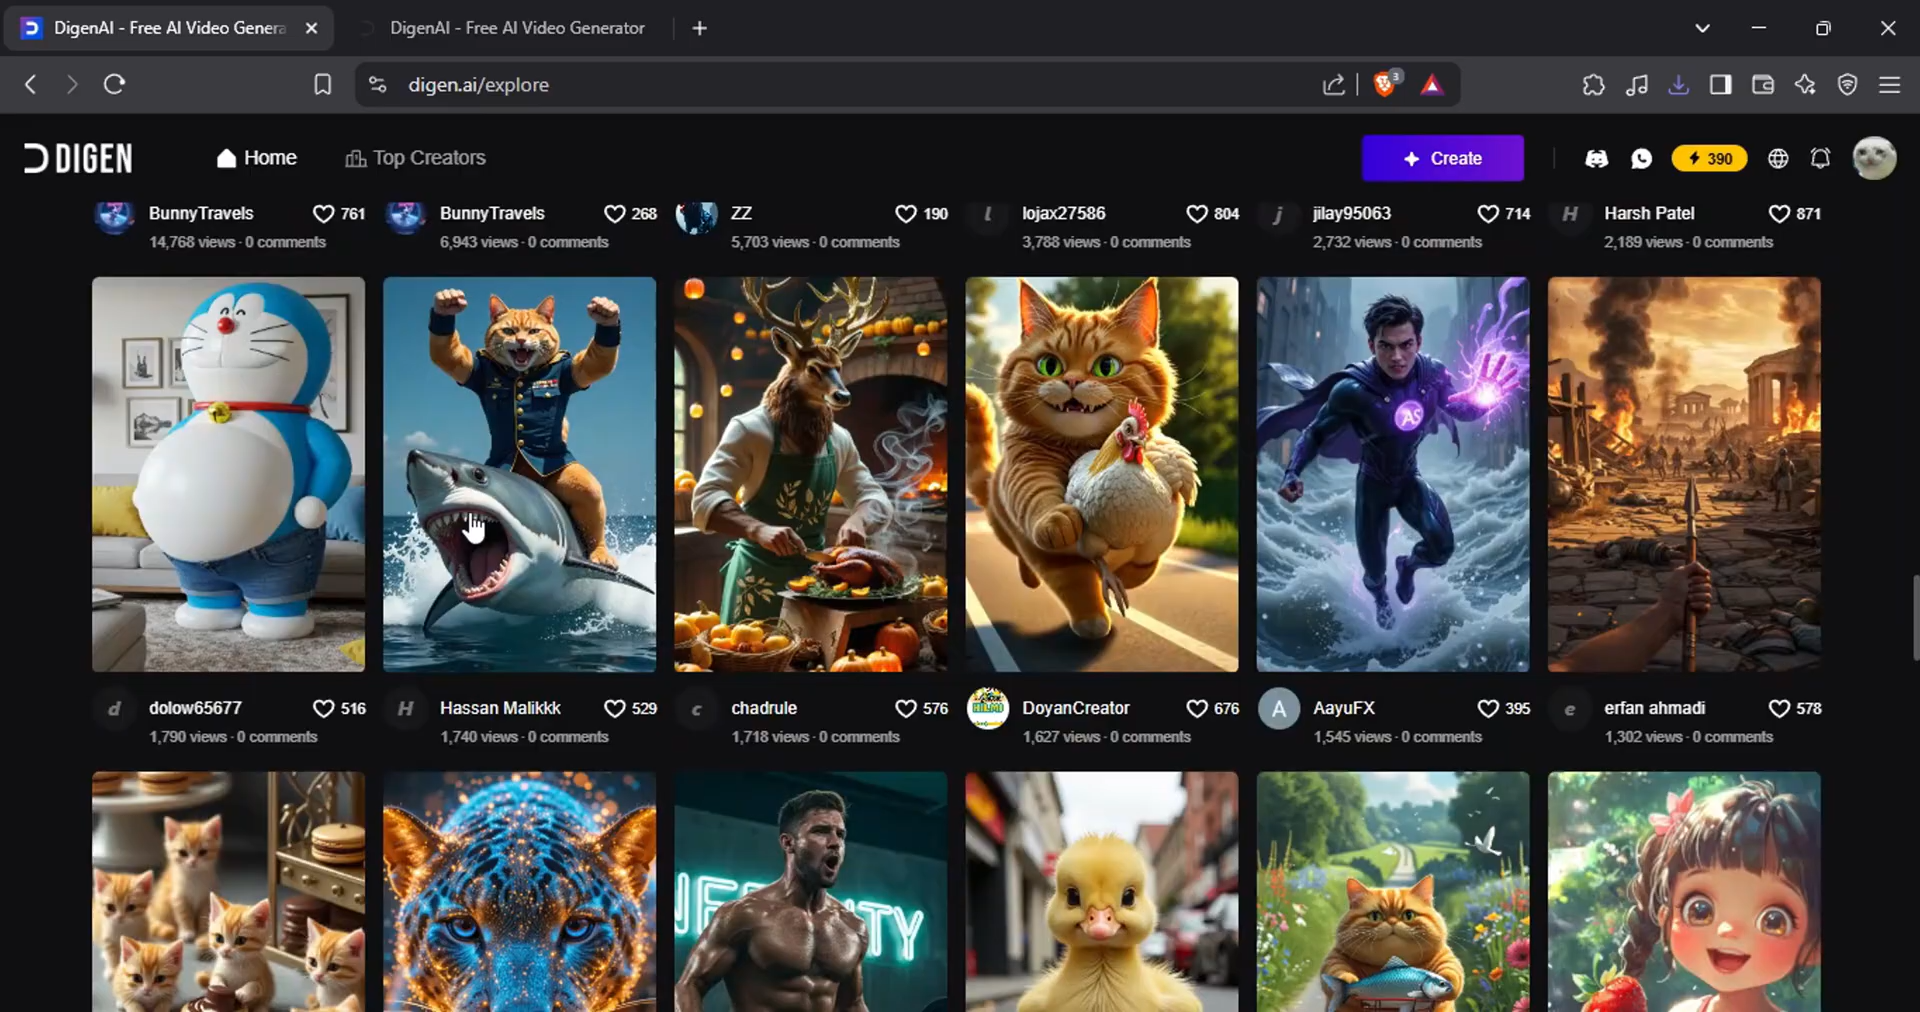 DigenAI - Free AI Video Genera
DigenAI - Free AI Video Generator
digen.ai/explore
3
DIGEN
Home
Top Creators
Create
390
BunnyTravels 761
14,768 views · 0 comments
BunnyTravels 268
6,943 views · 0 comments
ZZ 190
5,703 views · 0 comments
l lojax27586 804
3,788 views · 0 comments
j jilay95063 714
2,732 views · 0 comments
H Harsh Patel 871
2,189 views · 0 comments
AS
d dolow65677 516
1,790 views · 0 comments
H Hassan Malikkk 529
1,740 views · 0 comments
c chadrule 576
1,718 views · 0 comments
HILMI
DoyanCreator 676
1,627 views · 0 comments
A AayuFX 395
1,545 views · 0 comments
e erfan ahmadi 578
1,302 views · 0 comments